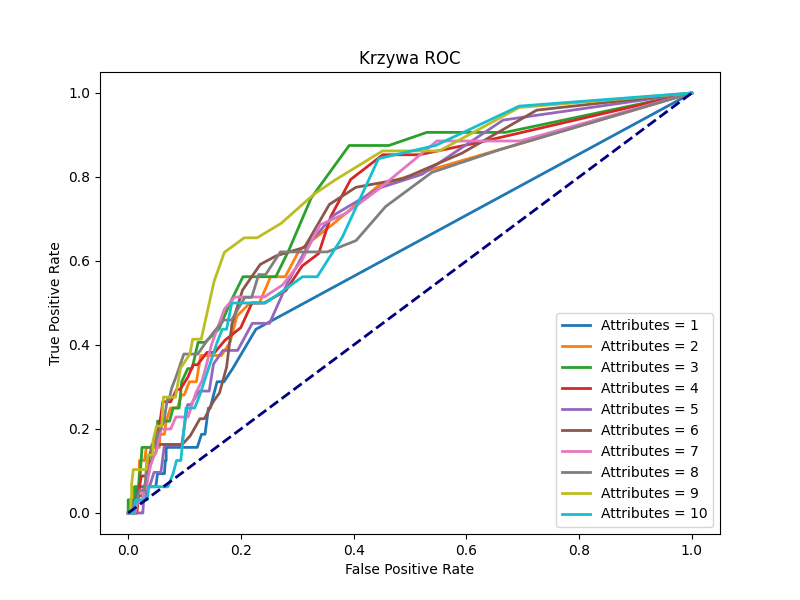 Krzywa ROC
True Positive Rate
1.0
0.8
0.6
0.4
0.2
0.0
Attributes = 1
Attributes = 2
Attributes = 3
Attributes = 4
Attributes = 5
Attributes = 6
Attributes = 7
Attributes = 8
Attributes = 9
Attributes = 10
0.0 0.2 0.4 0.6 0.8 1.0
False Positive Rate